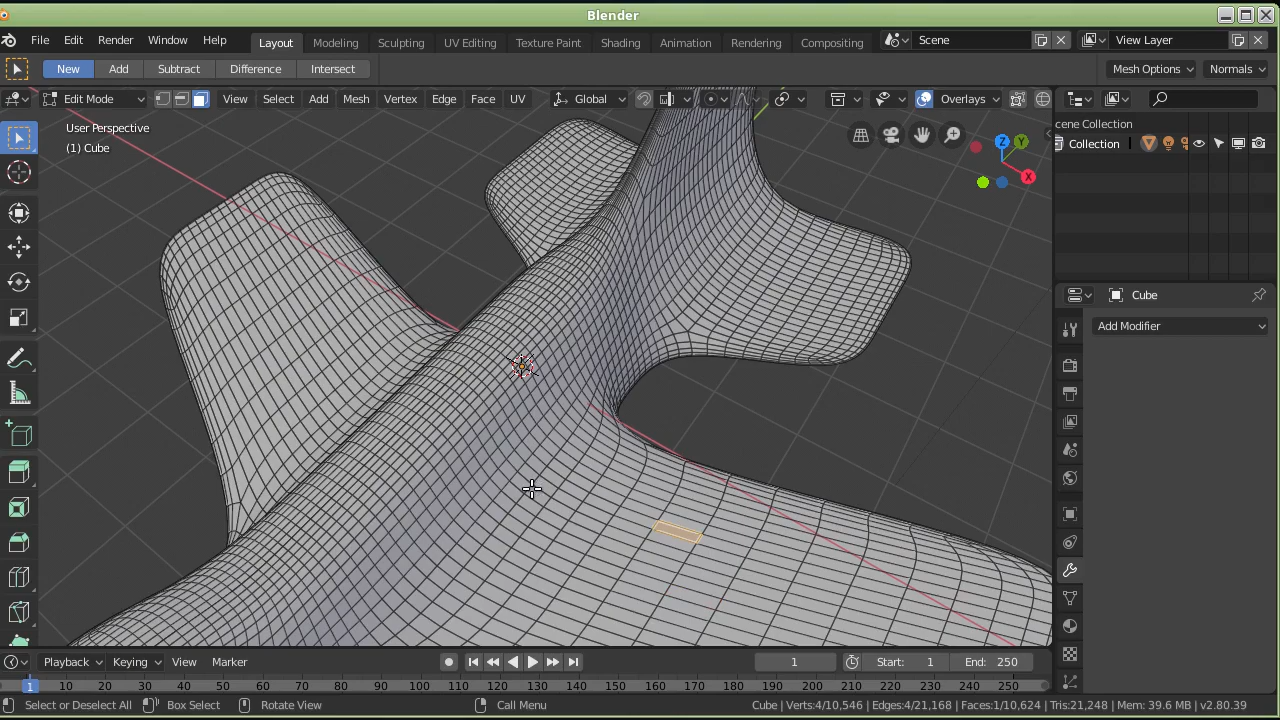 Blender
File Edit Render Window Help Layout Modeling Sculpting UV Editing Texture Paint Shading Animation Rendering Compositing Scene View Layer
New Add Subtract Difference Intersect Mesh Options Normals
Edit Mode View Select Add Mesh Vertex Edge Face UV Global Overlays
User Perspective
(1) Cube
Z Y X
cene Collection
Collection
Cube
Add Modifier
Playback Keying View Marker 1 Start: 1 End: 250
1 10 20 30 40 50 60 70 80 90 100 110 120 130 140 150 160 170 180 190 200 210 220 230 240 250
Select or Deselect All Box Select Rotate View Call Menu Cube | Verts:4/10,546 | Edges:4/21,168 | Faces:1/10,624 | Tris:21,248 | Mem: 39.6 MB | v2.80.39